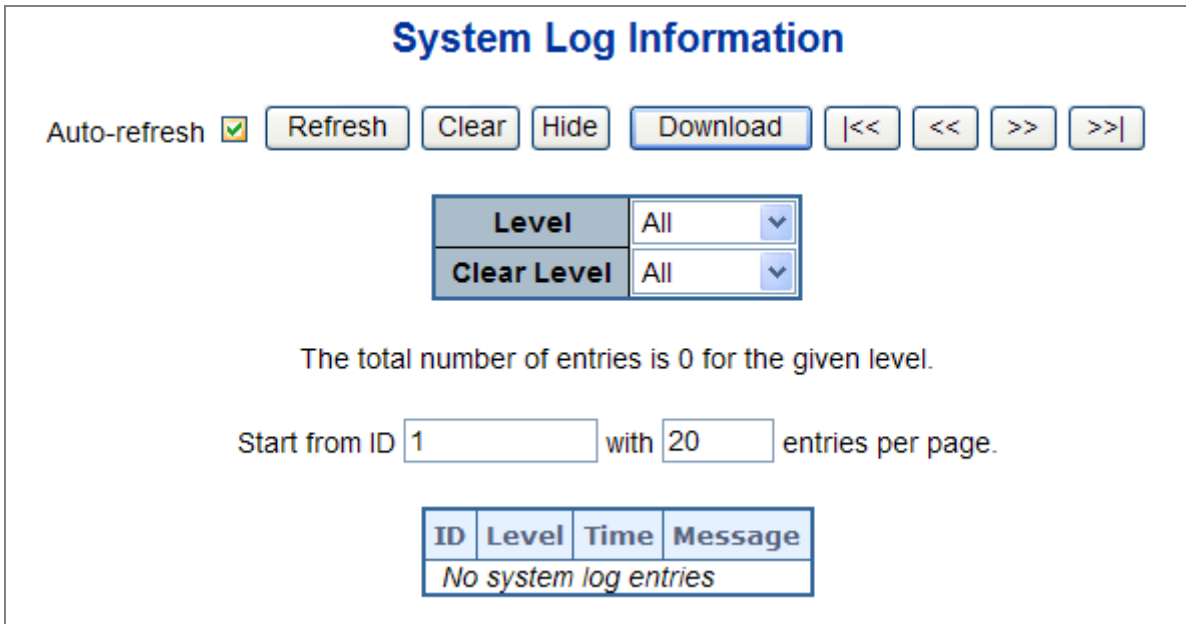 System Log Information
Auto-refresh Refresh Clear Hide Download |<< << >> >>|
Level All
Clear Level All
The total number of entries is 0 for the given level.
Start from ID 1 with 20 entries per page.
ID Level Time Message
No system log entries